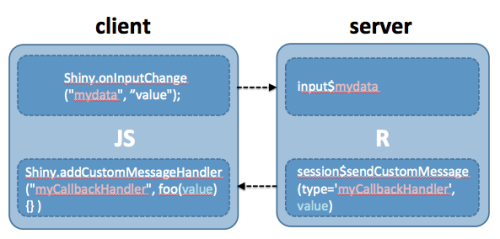 client
server
Shiny.onInputChange
("mydata", ”value");
input$mydata
JS
R
Shiny.addCustomMessageHandler
("myCallbackHandler", foo(value)
{} )
session$sendCustomMessage
(type='myCallbackHandler',
value)